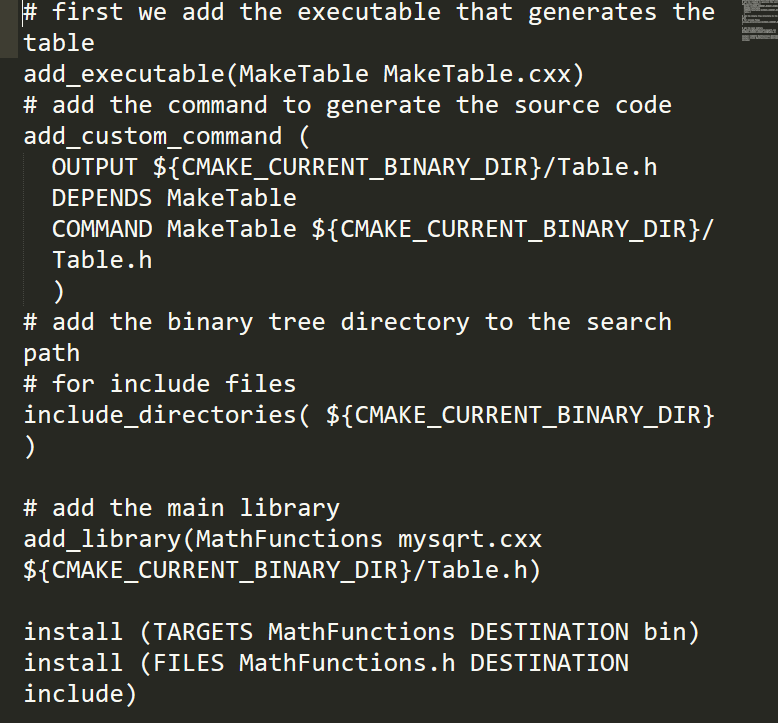 # first we add the executable that generates the
table
add_executable(MakeTable MakeTable.cxx)
# add the command to generate the source code
add_custom_command (
  OUTPUT ${CMAKE_CURRENT_BINARY_DIR}/Table.h
  DEPENDS MakeTable
  COMMAND MakeTable ${CMAKE_CURRENT_BINARY_DIR}/
  Table.h
  )
# add the binary tree directory to the search
path
# for include files
include_directories( ${CMAKE_CURRENT_BINARY_DIR}
)

# add the main library
add_library(MathFunctions mysqrt.cxx
${CMAKE_CURRENT_BINARY_DIR}/Table.h)

install (TARGETS MathFunctions DESTINATION bin)
install (FILES MathFunctions.h DESTINATION
include)